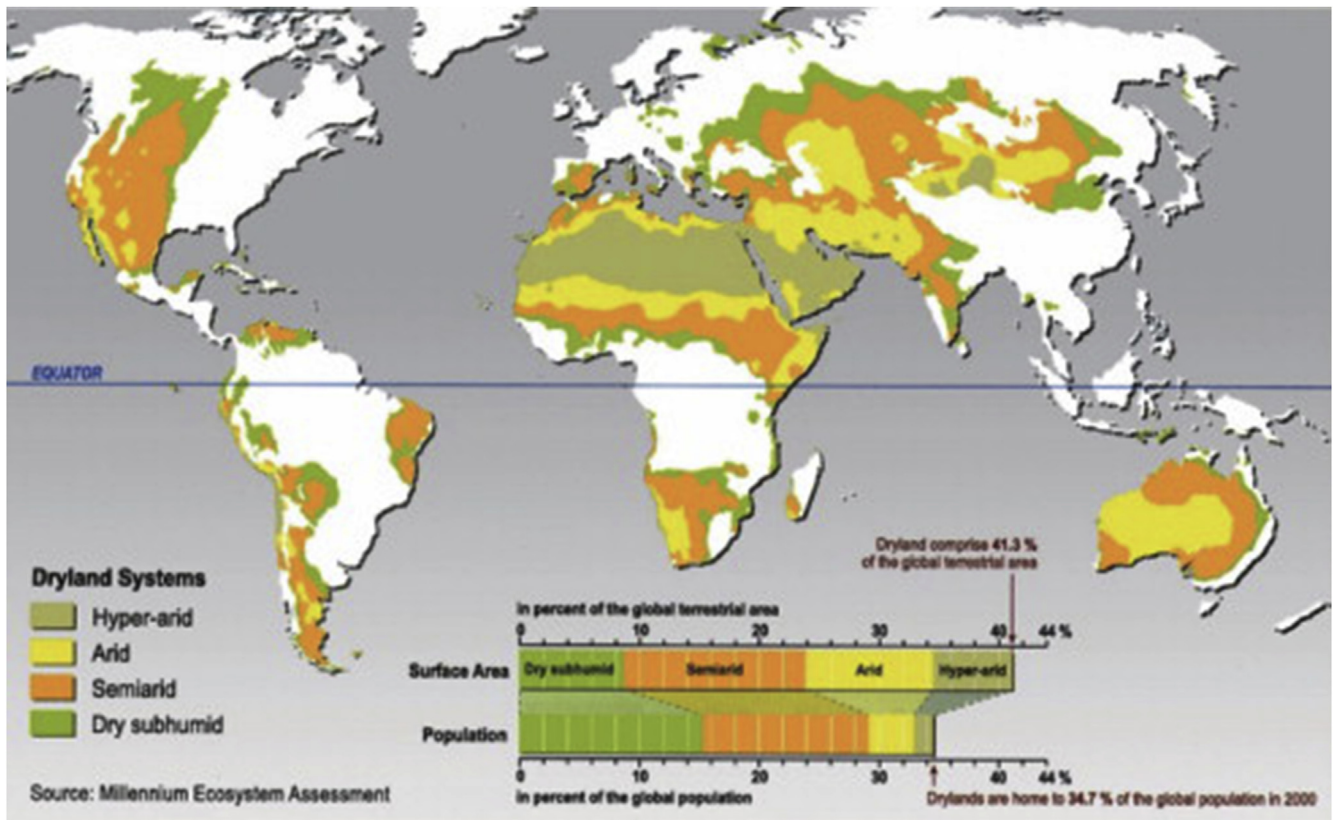 EQUATOR
Dryland Systems
Hyper-arid
Arid
Semiarid
Dry subhumid
Source: Millennium Ecosystem Assessment
Dryland comprise 41.3 %
of the global terrestrial area
in percent of the global terrestrial area
0 10 20 30 40 44 %
Surface Area Dry subhumid Semiarid Arid Hyper-arid
Population
0 10 20 30 40 44 %
in percent of the global population
Drylands are home to 34.7 % of the global population in 2000